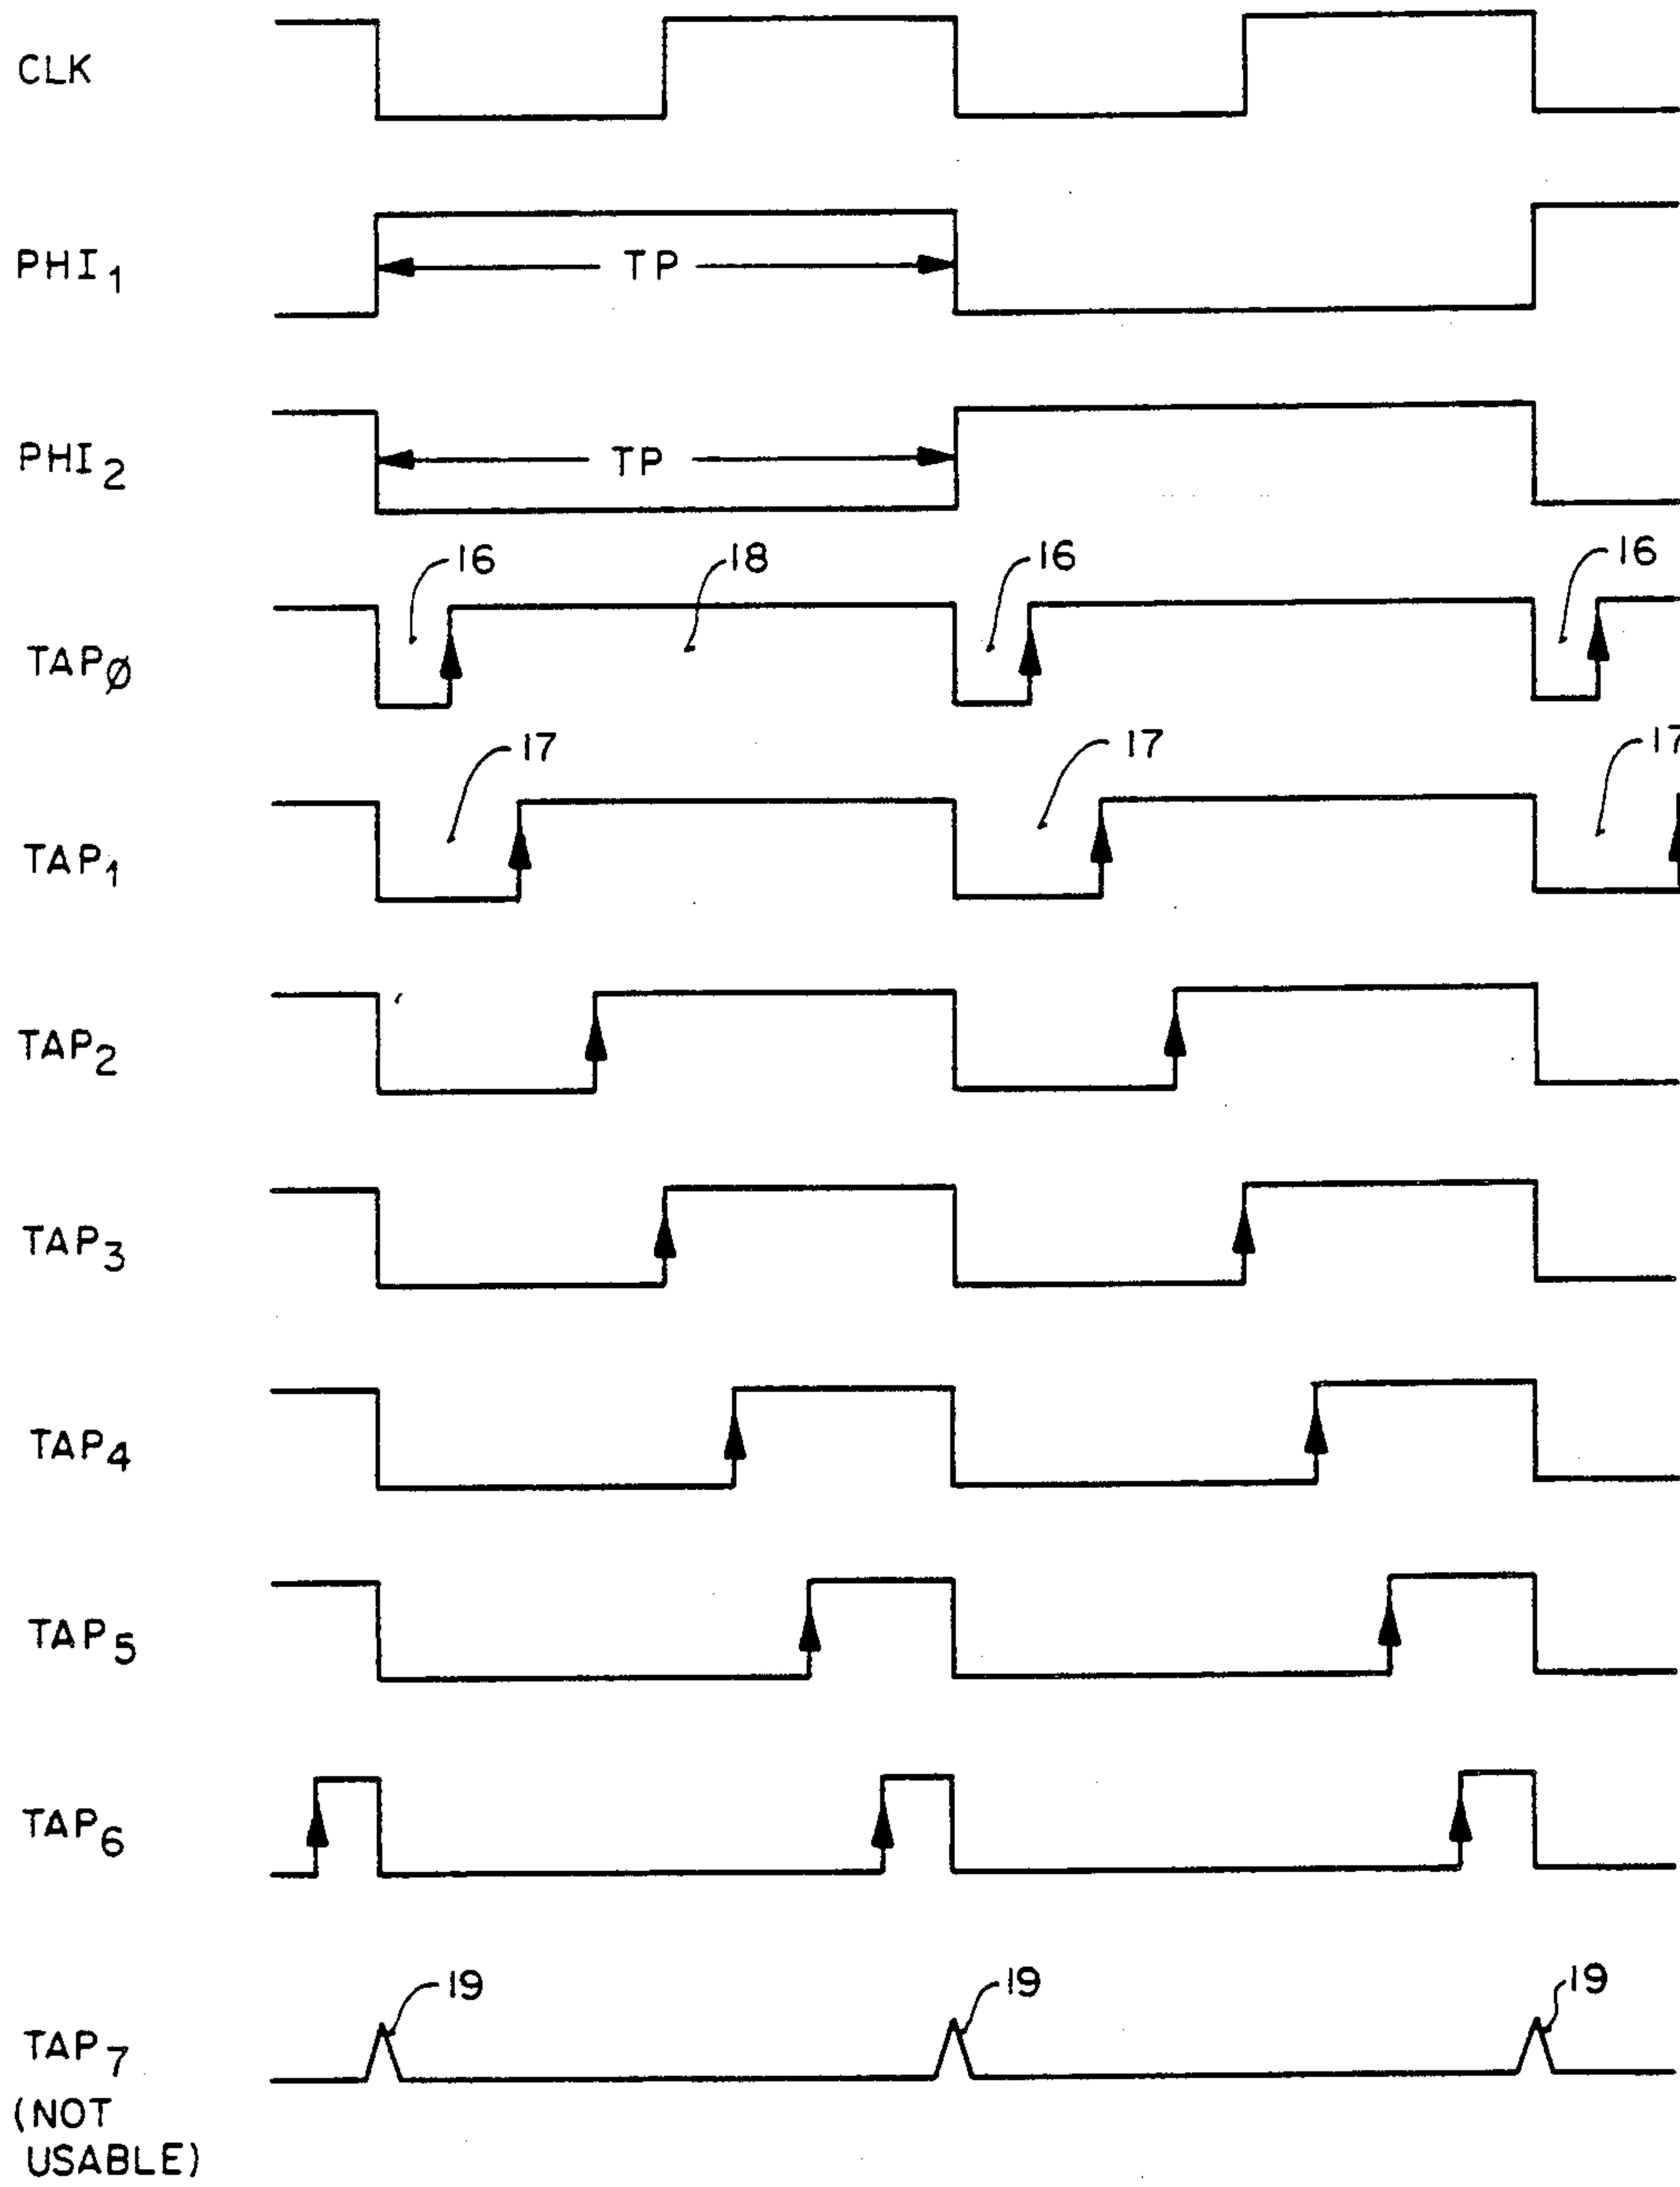 CLK
PHI₁ TP
PHI₂ TP
16 18 16 16
TAPØ
17 17 17
TAP₁
TAP₂
TAP₃
TAP₄
TAP₅
TAP₆
19 19 19
TAP₇
(NOT
USABLE)